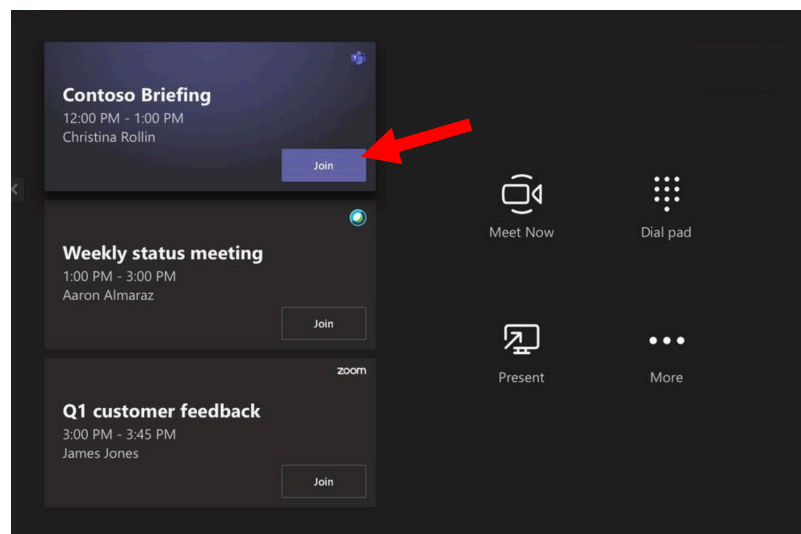 Contoso Briefing
12:00 PM - 1:00 PM
Christina Rollin
Join
Weekly status meeting
1:00 PM - 3:00 PM
Aaron Almaraz
Join
zoom
Q1 customer feedback
3:00 PM - 3:45 PM
James Jones
Join
Meet Now
Dial pad
Present
More